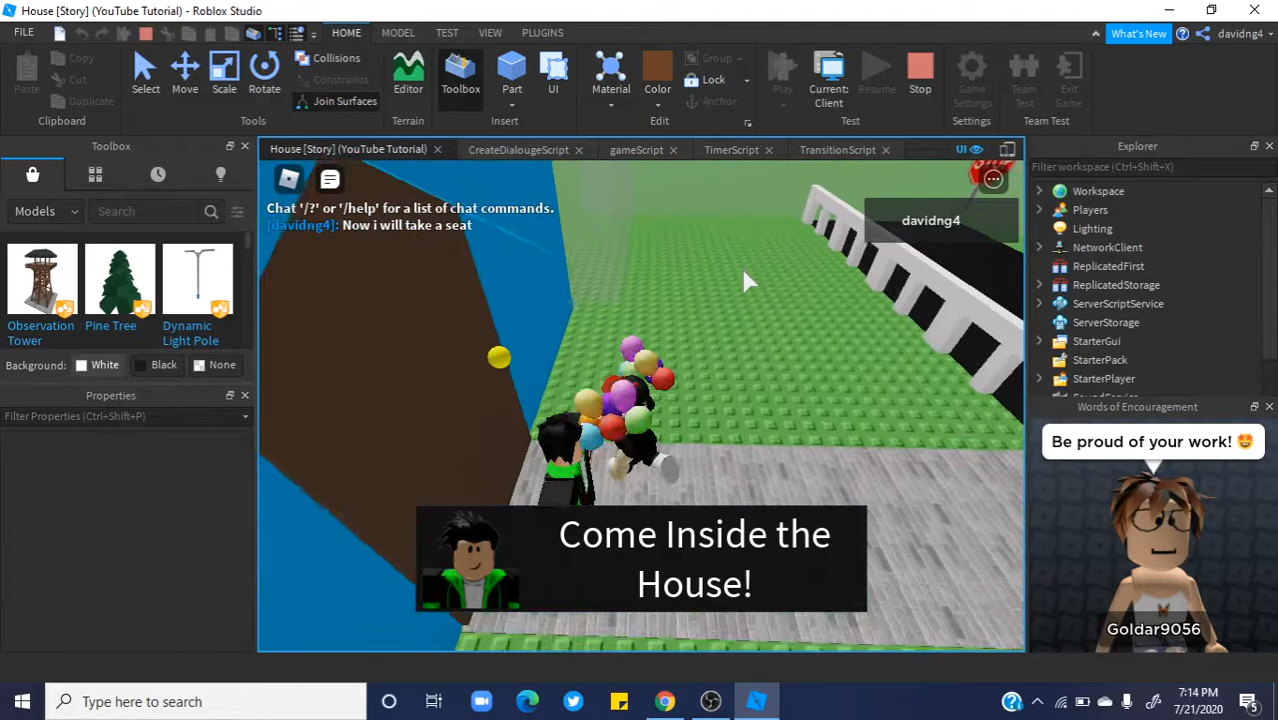 House [Story] (YouTube Tutorial) - Roblox Studio
FILE
HOME MODEL TEST VIEW PLUGINS
What's New
davidng4
Paste
Copy
Cut
Duplicate
Clipboard
Select Move Scale Rotate
Collisions
Constraints
Join Surfaces
Tools
Editor
Terrain
Toolbox Part UI
Insert
Material Color
Group
Lock
Anchor
Edit
Play Current: Client Resume Stop
Test
Game Settings
Settings
Team Test Exit Game
Team Test
Toolbox
Models Search
Observation Tower
Pine Tree
Dynamic Light Pole
Background: White Black None
Properties
Filter Properties (Ctrl+Shift+P)
House [Story] (YouTube Tutorial) CreateDialougeScript gameScript TimerScript TransitionScript UI
Chat '/?' or '/help' for a list of chat commands.
[davidng4]: Now i will take a seat
davidng4
Come Inside the
House!
Explorer
Filter workspace (Ctrl+Shift+X)
Workspace
Players
Lighting
NetworkClient
ReplicatedFirst
ReplicatedStorage
ServerScriptService
ServerStorage
StarterGui
StarterPack
StarterPlayer
SoundService
Words of Encouragement
Be proud of your work! 🤩
Goldar9056
Type here to search
7:14 PM
7/21/2020
5